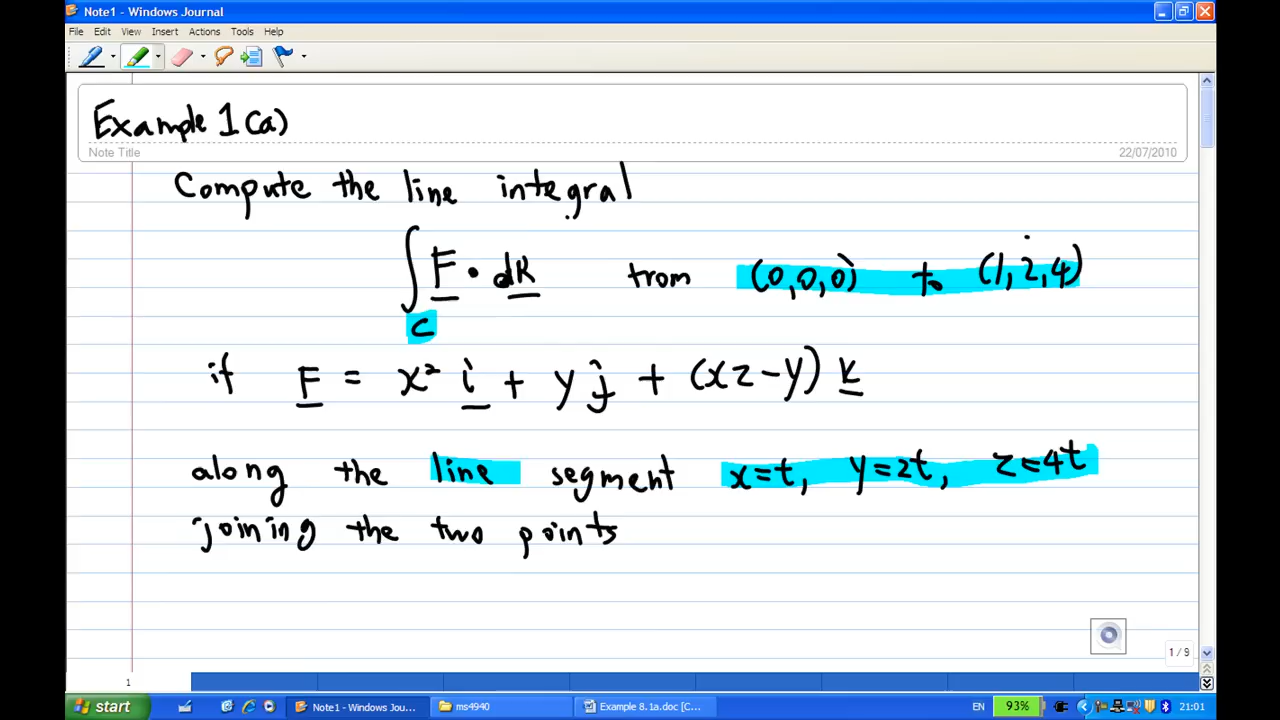 Note1 - Windows Journal
File Edit View Insert Actions Tools Help
Example 1(a)
Note Title
22/07/2010
Compute the line integral
∫_C F · dR from (0,0,0) to (1,2,4)
if F = x² i + y j + (xz-y) k
along the line segment x=t, y=2t, z=4t
joining the two points
1 / 9
1
start Note1 - Windows Jou... ms4940 Example 8.1a.doc [C... EN 93% 21:01